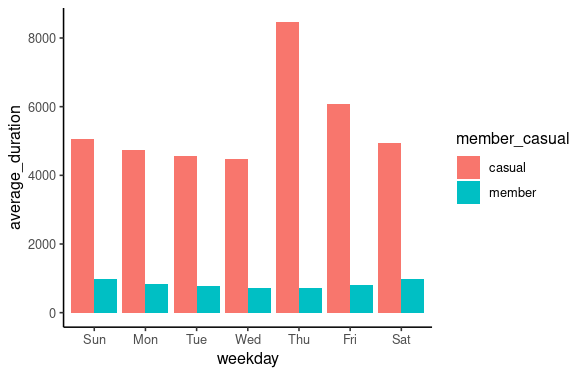 average_duration
8000
6000
4000
2000
0
Sun Mon Tue Wed Thu Fri Sat
weekday
member_casual
casual
member